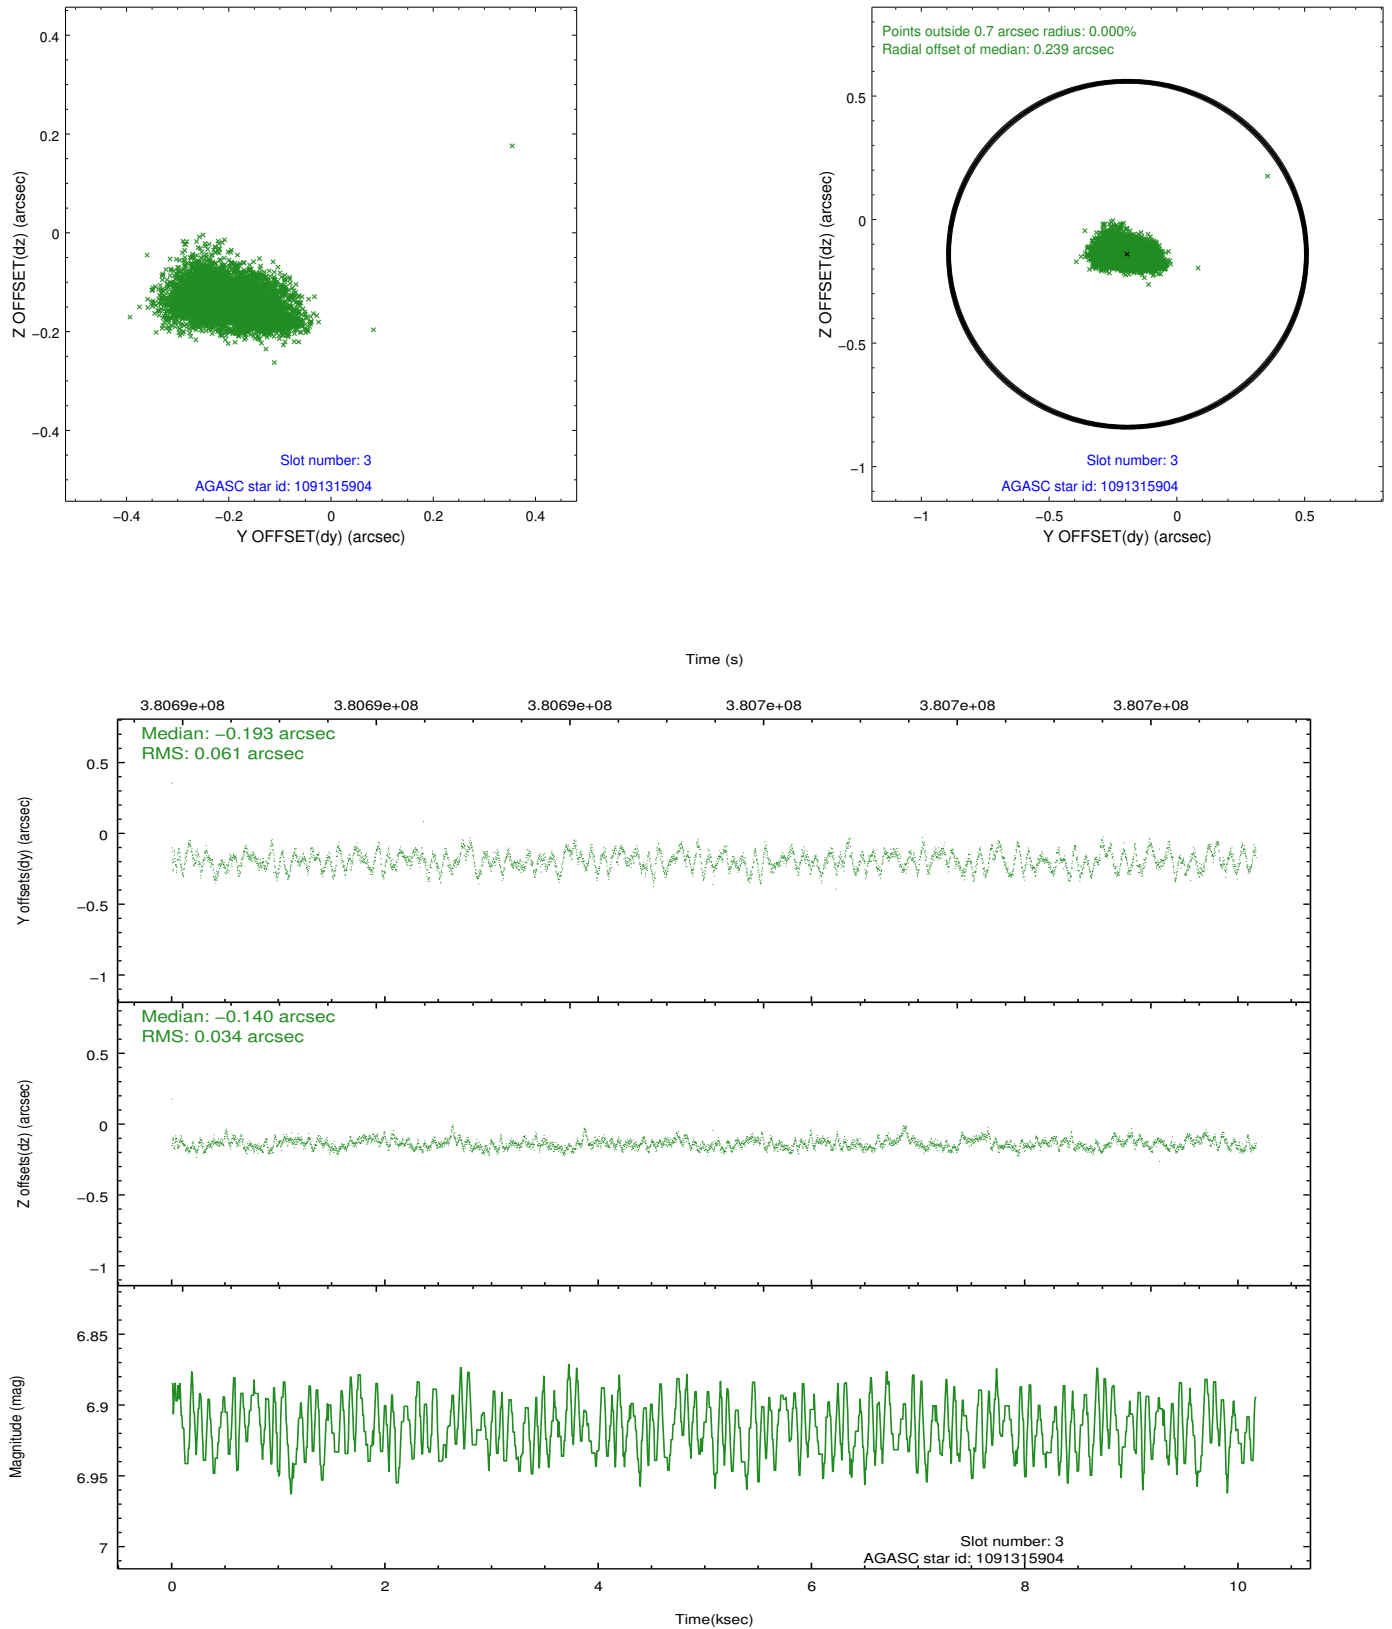 0.4
0.2
0
−0.2
−0.4
Z OFFSET(dz) (arcsec)
Slot number: 3
AGASC star id: 1091315904
−0.4 −0.2 0 0.2 0.4
Y OFFSET(dy) (arcsec)
Points outside 0.7 arcsec radius: 0.000%
Radial offset of median: 0.239 arcsec
0.5
0
−0.5
−1
Z OFFSET(dz) (arcsec)
Slot number: 3
AGASC star id: 1091315904
−1 −0.5 0 0.5
Y OFFSET(dy) (arcsec)
Time (s)
3.8069e+08 3.8069e+08 3.8069e+08 3.807e+08 3.807e+08 3.807e+08
Median: −0.193 arcsec
RMS: 0.061 arcsec
0.5
0
−0.5
−1
Y offsets(dy) (arcsec)
Median: −0.140 arcsec
RMS: 0.034 arcsec
0.5
0
−0.5
−1
Z offsets(dz) (arcsec)
6.85
6.9
6.95
7
Magnitude (mag)
Slot number: 3
AGASC star id: 1091315904
0 2 4 6 8 10
Time(ksec)